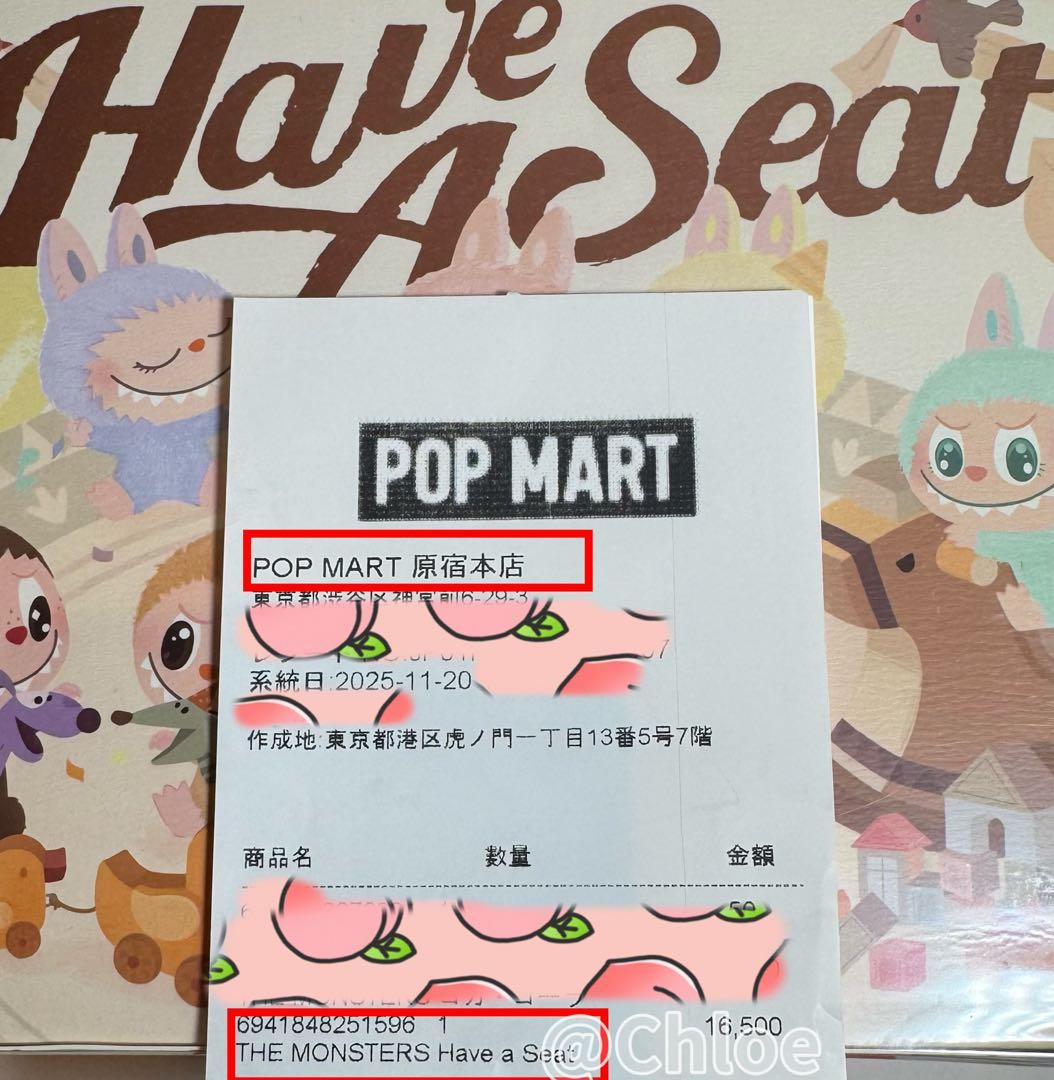 Have A Seat
POP MART
POP MART 原宿本店
東京都渋谷区神宮前6-29-3
系統日:2025-11-20
作成地:東京都港区虎ノ門一丁目13番5号7階
商品名 数量 金額
50
6941848251596 1 16,500
THE MONSTERS Have a Seat
@Chloe